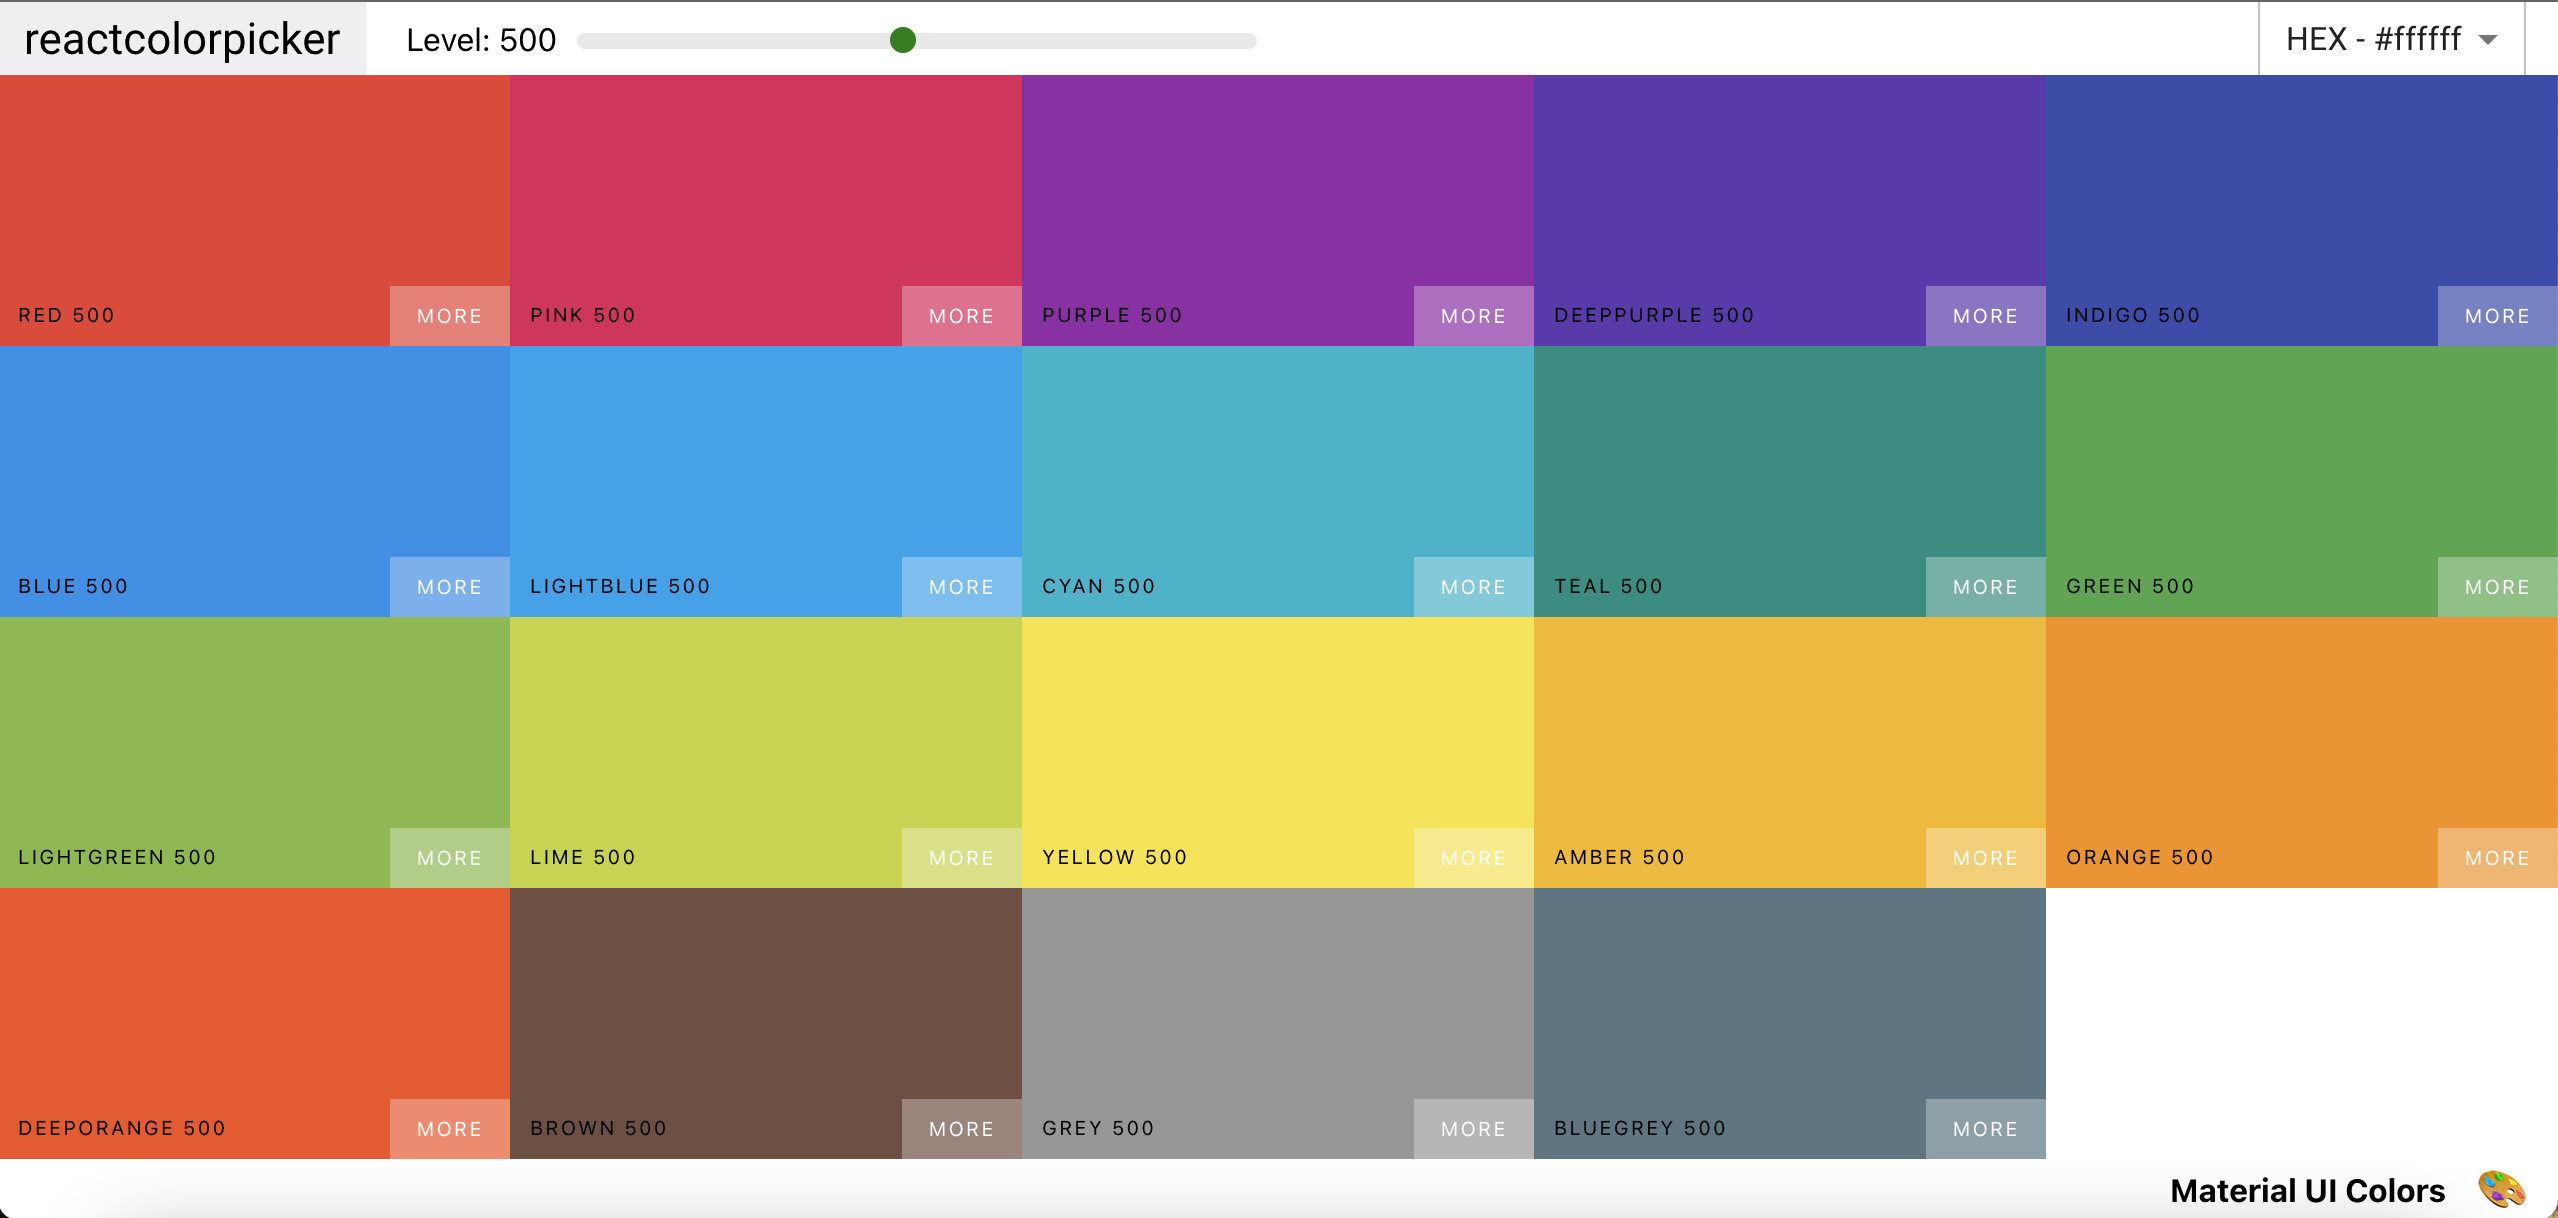 reactcolorpicker Level: 500 HEX - #ffffff
RED 500 MORE PINK 500 MORE PURPLE 500 MORE DEEPPURPLE 500 MORE INDIGO 500 MORE
BLUE 500 MORE LIGHTBLUE 500 MORE CYAN 500 MORE TEAL 500 MORE GREEN 500 MORE
LIGHTGREEN 500 MORE LIME 500 MORE YELLOW 500 MORE AMBER 500 MORE ORANGE 500 MORE
DEEPORANGE 500 MORE BROWN 500 MORE GREY 500 MORE BLUEGREY 500 MORE
Material UI Colors